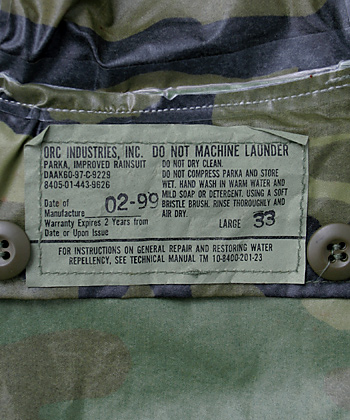 ORC INDUSTRIES, INC. DO NOT MACHINE LAUNDER
PARKA, IMPROVED RAINSUIT
DAAK60-97-C-9229
8405-01-443-9626
Date of
Manufacture 02-99
Warranty Expires 2 Years from
Date or Upon Issue
DO NOT DRY CLEAN.
DO NOT COMPRESS PARKA AND STORE
WET. HAND WASH IN WARM WATER AND
MILD SOAP OR DETERGENT. USING A SOFT
BRISTLE BRUSH. RINSE THOROUGHLY AND
AIR DRY.
LARGE 33
FOR INSTRUCTIONS ON GENERAL REPAIR AND RESTORING WATER
REPELLENCY, SEE TECHNICAL MANUAL TM 10-8400-201-23